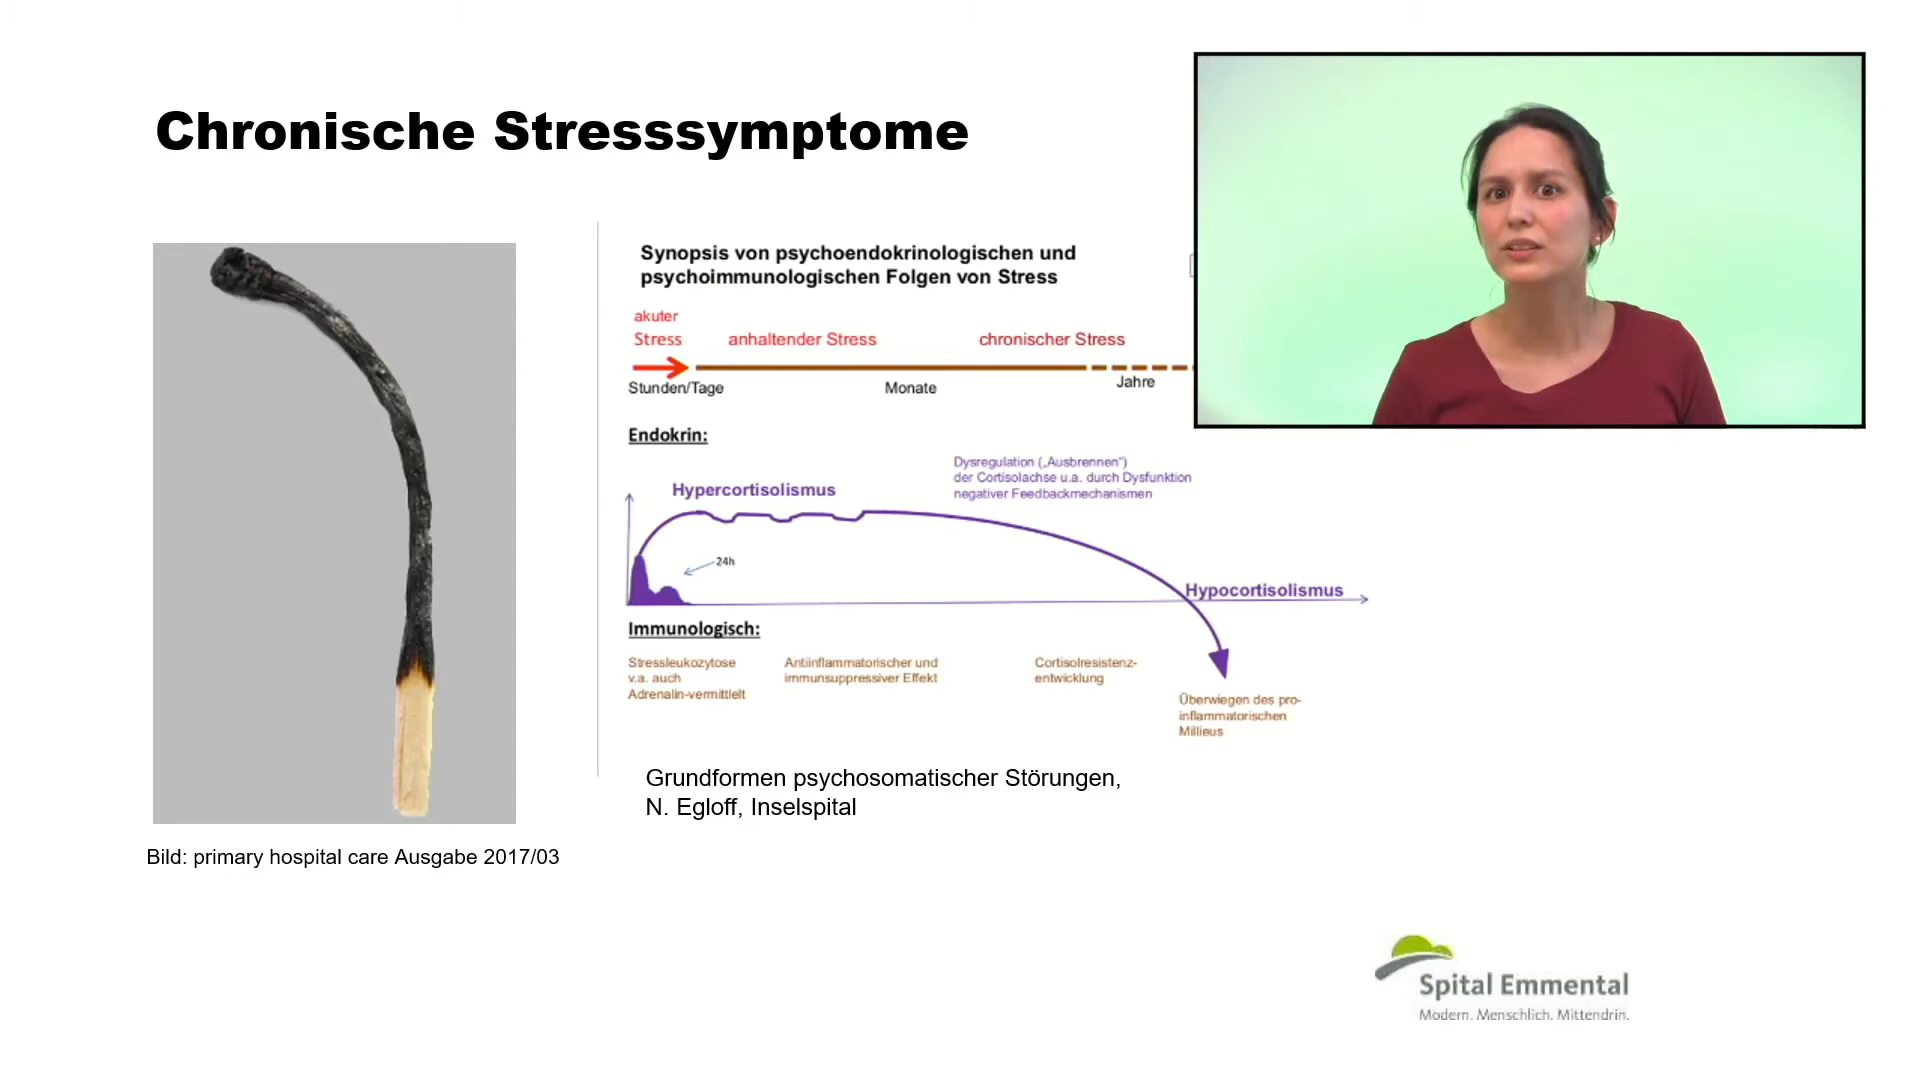 Chronische Stresssymptome
Synopsis von psychoendokrinologischen und
psychoimmunologischen Folgen von Stress
akuter
Stress
anhaltender Stress
chronischer Stress
Stunden/Tage
Monate
Jahre
Endokrin:
Dysregulation („Ausbrennen“)
der Cortisolachse u.a. durch Dysfunktion
negativer Feedbackmechanismen
Hypercortisolismus
24h
Hypocortisolismus
Immunologisch:
Stressleukozytose
v.a. auch
Adrenalin-vermittlelt
Antiinflammatorischer und
immunsuppressiver Effekt
Cortisolresistenz-
entwicklung
Überwiegen des pro-
inflammatorischen
Millieus
Grundformen psychosomatischer Störungen,
N. Egloff, Inselspital
Bild: primary hospital care Ausgabe 2017/03
Spital Emmental
Modern. Menschlich. Mittendrin.